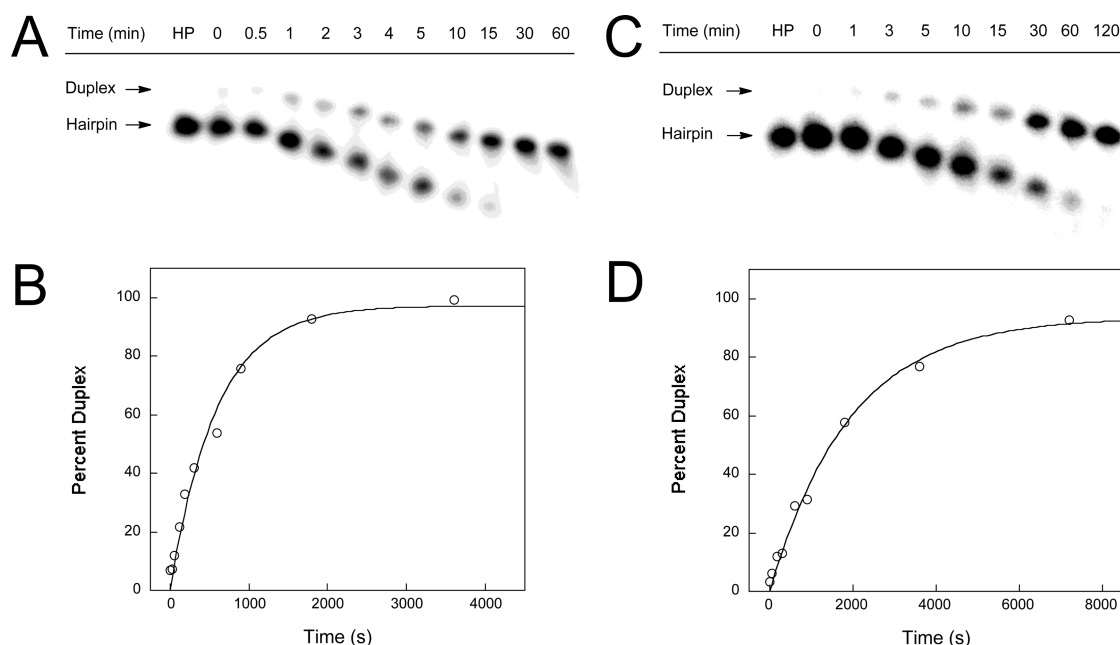 A
Time (min) HP 0 0.5 1 2 3 4 5 10 15 30 60
Duplex
Hairpin
C
Time (min) HP 0 1 3 5 10 15 30 60 120
Duplex
Hairpin
B
100
80
60
40
20
0
Percent Duplex
0 1000 2000 3000 4000
Time (s)
D
100
80
60
40
20
0
Percent Duplex
0 2000 4000 6000 8000
Time (s)